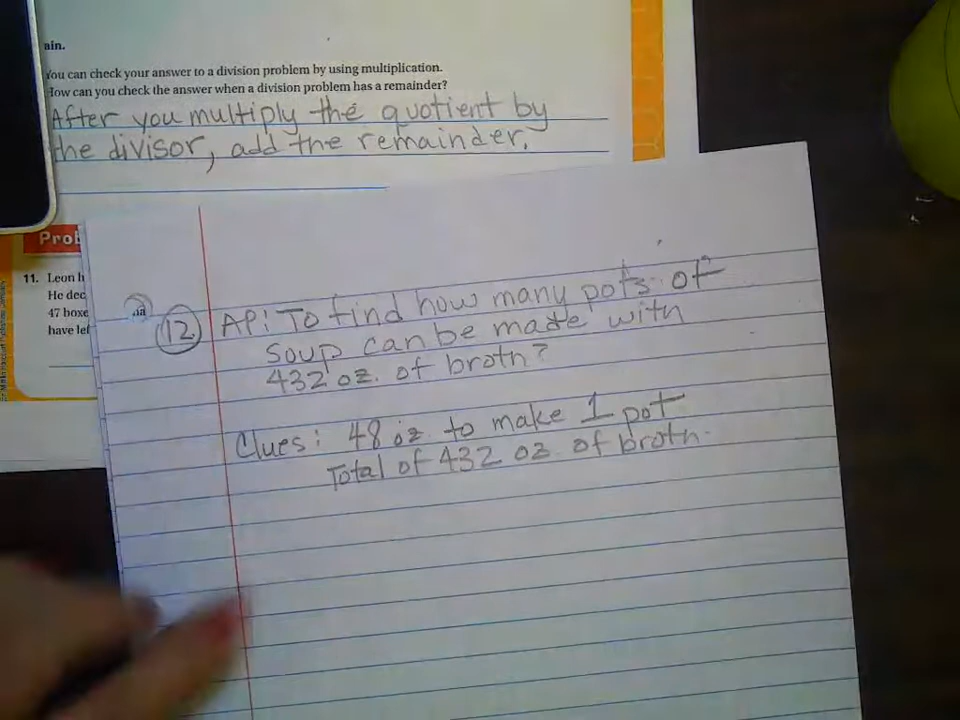 ain.
You can check your answer to a division problem by using multiplication.
How can you check the answer when a division problem has a remainder?
After you multiply the quotient by
the divisor, add the remainder.
Prob
11. Leon h
He dec
47 boxe
have lef
12. AP: To find how many pots of
soup can be made with
432 oz. of broth?
Clues: 48 oz to make 1 pot
Total of 432 oz of broth.